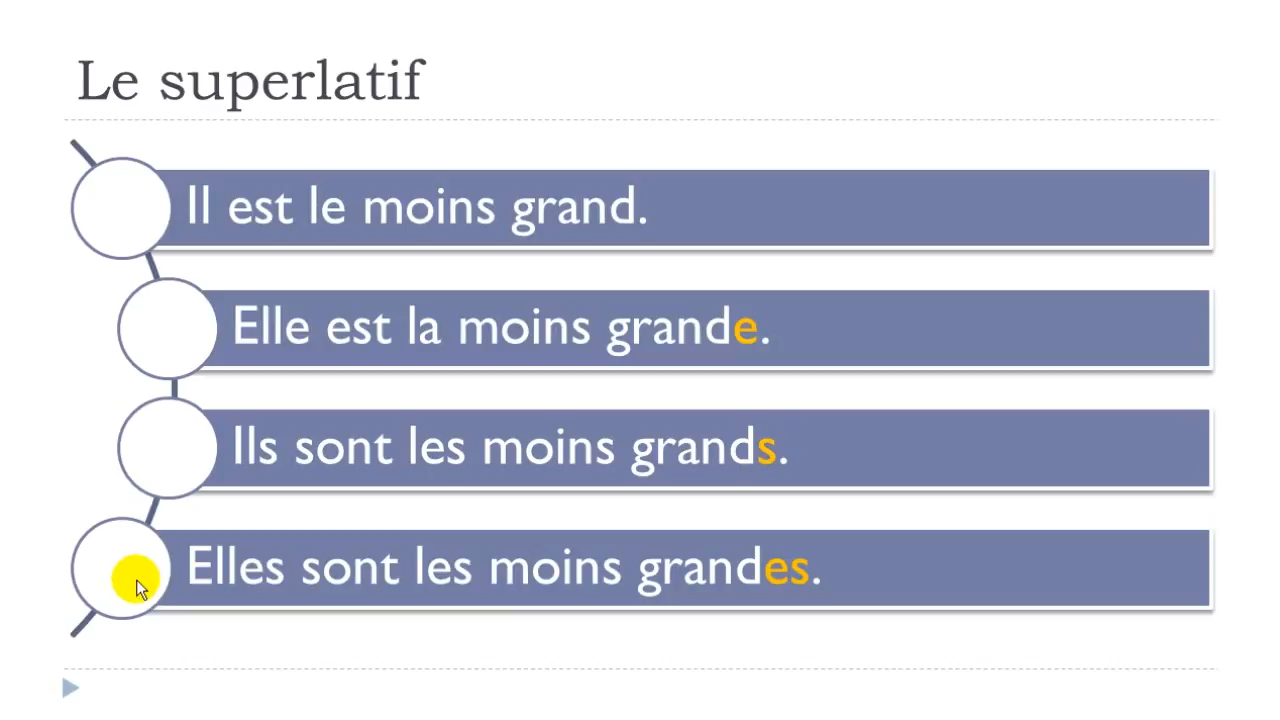 Le superlatif
Il est le moins grand.
Elle est la moins grande.
Ils sont les moins grands.
Elles sont les moins grandes.